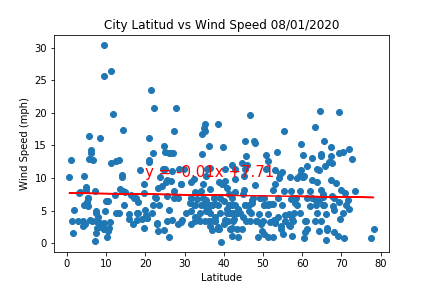 City Latitud vs Wind Speed 08/01/2020
Wind Speed (mph)
30
25
20
15
10
5
0
y = -0.01x +7.71
0 10 20 30 40 50 60 70 80
Latitude